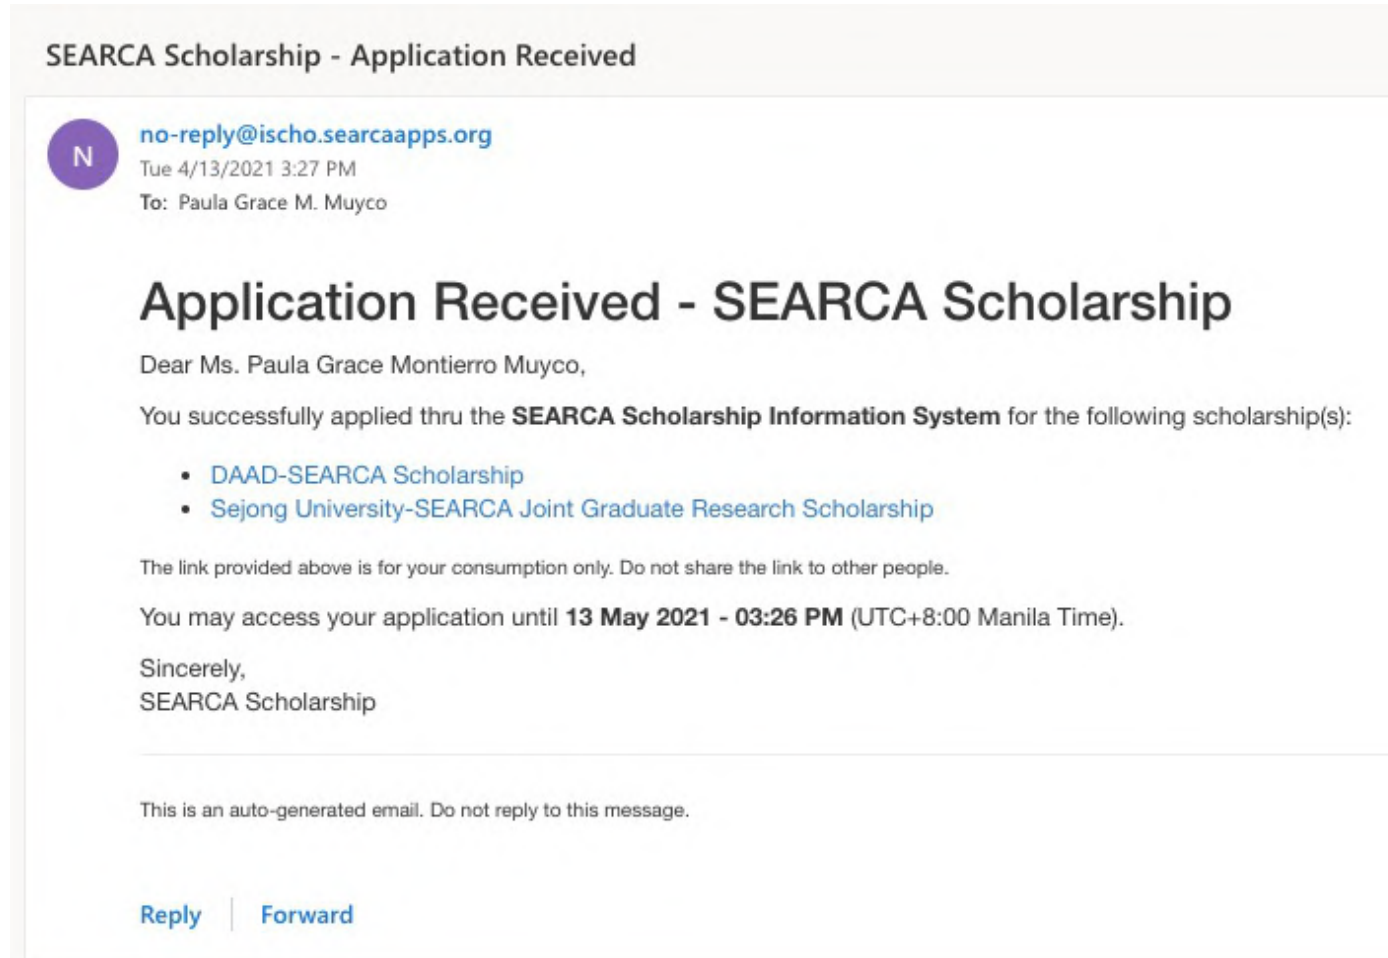 SEARCA Scholarship - Application Received
N
no-reply@ischo.searcaapps.org
Tue 4/13/2021 3:27 PM
To: Paula Grace M. Muyco
Application Received - SEARCA Scholarship
Dear Ms. Paula Grace Montierro Muyco,
You successfully applied thru the SEARCA Scholarship Information System for the following scholarship(s):
• DAAD-SEARCA Scholarship
• Sejong University-SEARCA Joint Graduate Research Scholarship
The link provided above is for your consumption only. Do not share the link to other people.
You may access your application until 13 May 2021 - 03:26 PM (UTC+8:00 Manila Time).
Sincerely,
SEARCA Scholarship
This is an auto-generated email. Do not reply to this message.
Reply Forward